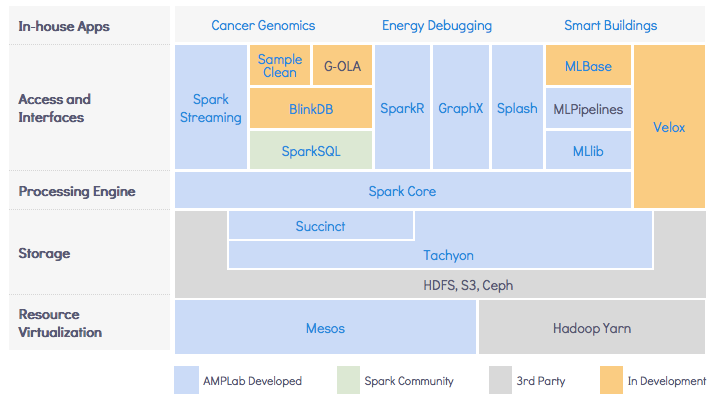 In-house Apps
Cancer Genomics
Energy Debugging
Smart Buildings
Access and
Interfaces
Spark
Streaming
Sample
Clean
G-OLA
BlinkDB
SparkSQL
SparkR
GraphX
Splash
MLBase
MLPipelines
MLlib
Velox
Processing Engine
Spark Core
Storage
Succinct
Tachyon
HDFS, S3, Ceph
Resource
Virtualization
Mesos
Hadoop Yarn
AMPLab Developed
Spark Community
3rd Party
In Development